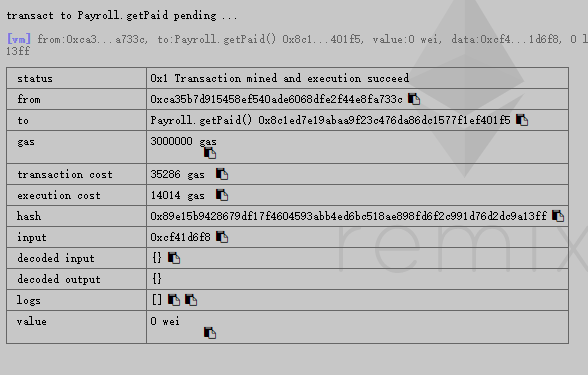 transact to Payroll.getPaid pending ...
[vm] from:0xca3...a733c, to:Payroll.getPaid() 0x8c1...401f5, value:0 wei, data:0xcf4...1d6f8, 0 l
13ff
status 0x1 Transaction mined and execution succeed
from 0xca35b7d915458ef540ade6068dfe2f44e8fa733c
to Payroll.getPaid() 0x8c1ed7e19abaa9f23c476da86dc1577f1ef401f5
gas 3000000 gas
transaction cost 35286 gas
execution cost 14014 gas
hash 0x89e15b9428679df17f4604593abb4ed6bc518ae898fd6f2c991d76d2dc9a13ff
input 0xcf41d6f8
decoded input {}
decoded output {}
logs []
value 0 wei
remix